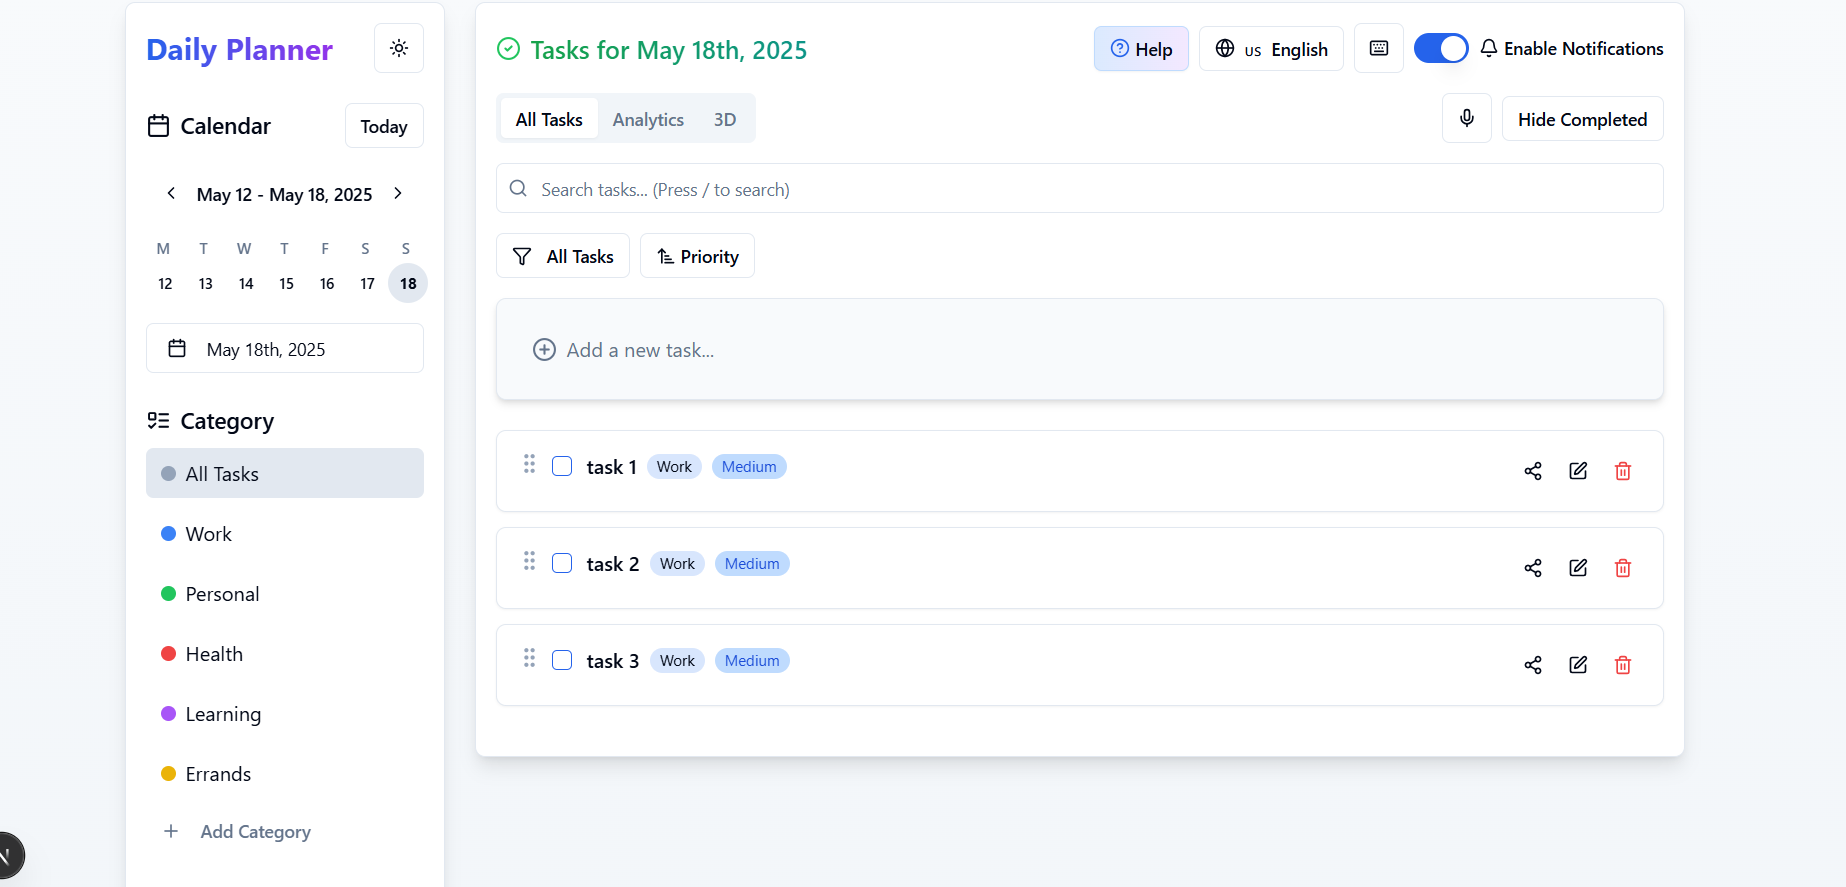 Daily Planner
Calendar
Today
May 12 - May 18, 2025
M T W T F S S
12 13 14 15 16 17 18
May 18th, 2025
Category
All Tasks
Work
Personal
Health
Learning
Errands
Add Category
Tasks for May 18th, 2025
Help
US English
Enable Notifications
All Tasks Analytics 3D
Hide Completed
Search tasks... (Press / to search)
All Tasks
Priority
Add a new task...
task 1 Work Medium
task 2 Work Medium
task 3 Work Medium
N